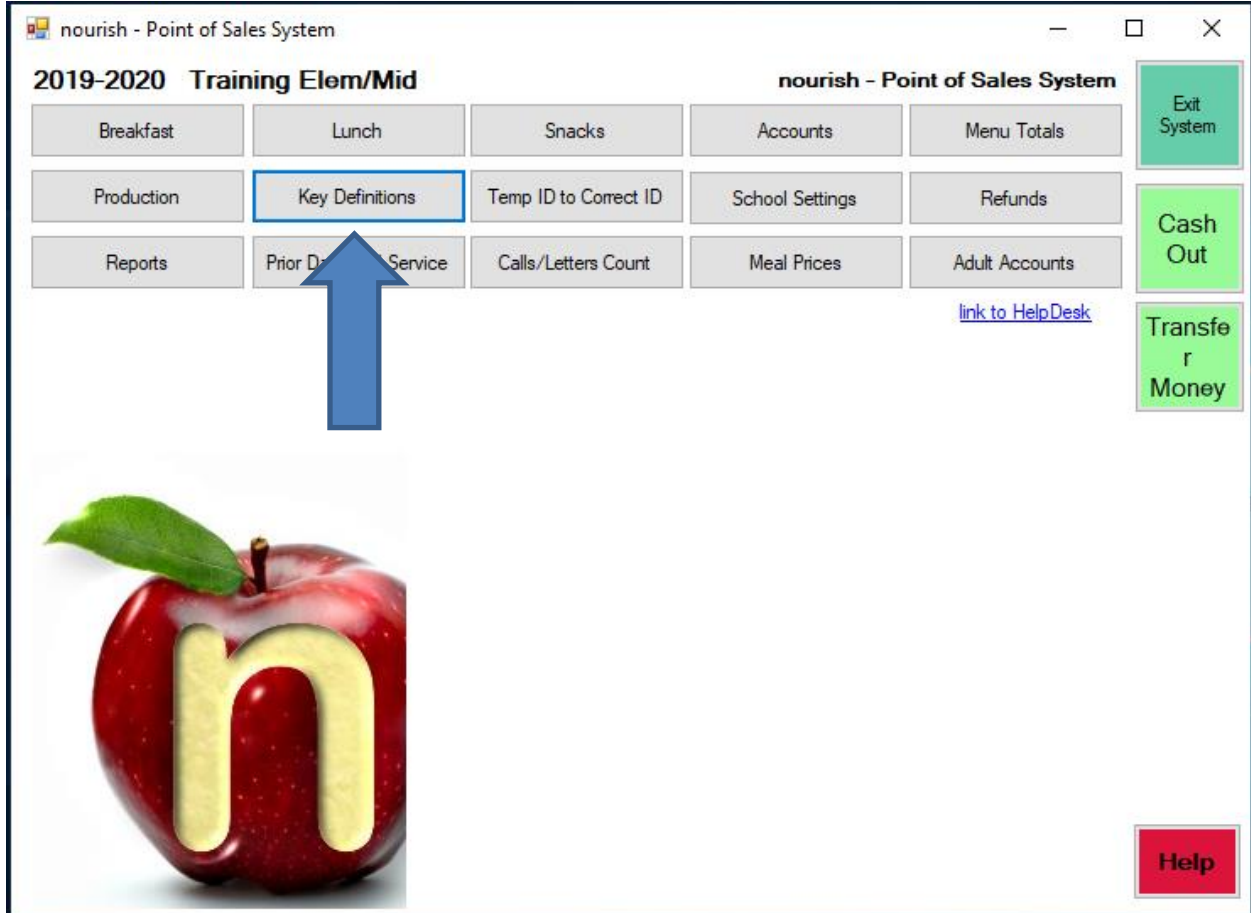 nourish - Point of Sales System
2019-2020 Training Elem/Mid
nourish - Point of Sales System
Exit
System
Breakfast
Lunch
Snacks
Accounts
Menu Totals
Production
Key Definitions
Temp ID to Correct ID
School Settings
Refunds
Cash
Out
Reports
Prior Service
Calls/Letters Count
Meal Prices
Adult Accounts
link to HelpDesk
Transfe
r
Money
n
Help